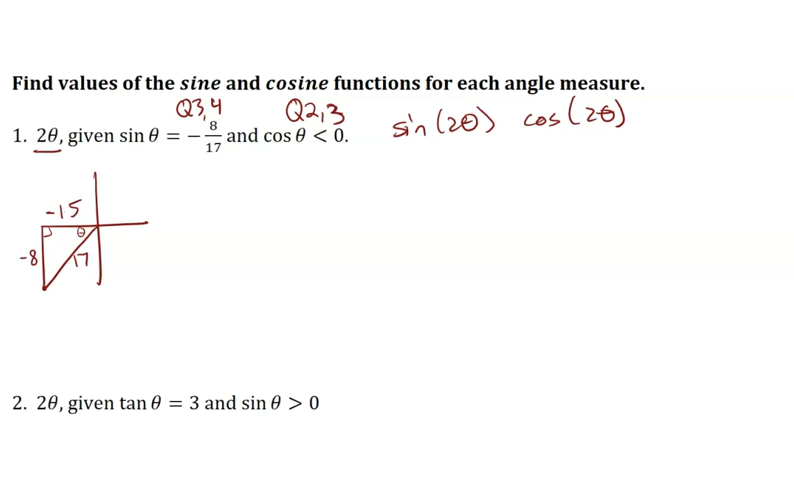 Find values of the sine and cosine functions for each angle measure.
Q3,4 Q2,3 sin(2θ) cos(2θ)
1. 2θ, given sin θ = −8/17 and cos θ < 0.
-15
θ
-8 17
2. 2θ, given tan θ = 3 and sin θ > 0